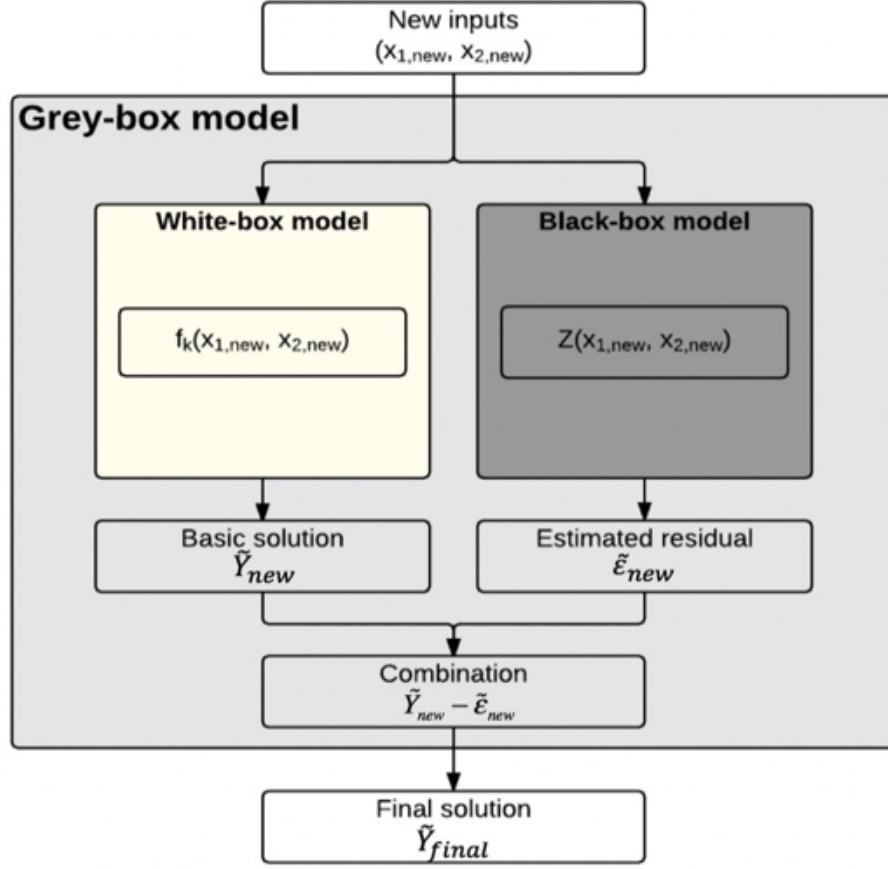 New inputs
(x₁,new, x₂,new)
Grey-box model
White-box model
Black-box model
fₖ(x₁,new, x₂,new)
Z(x₁,new, x₂,new)
Basic solution
Ỹnew
Estimated residual
ε̃new
Combination
Ỹnew − ε̃new
Final solution
Ỹfinal